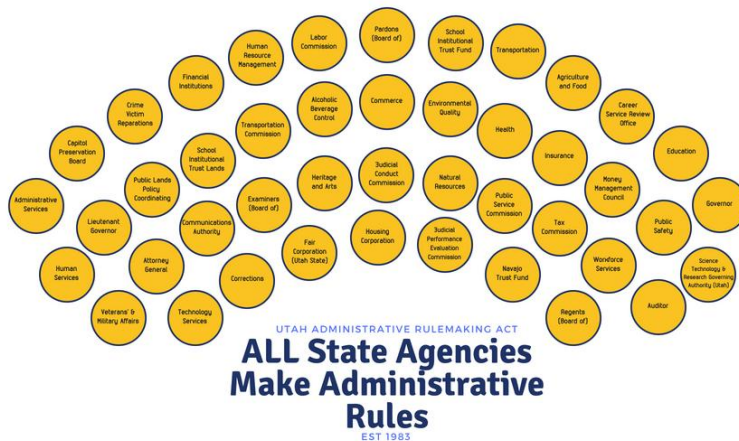 Labor
Commission
Pardons
(Board of)
School
Institutional
Trust Fund
Human
Resource
Management
Transportation
Financial
Institutions
Agriculture
and Food
Crime
Victim
Reparations
Alcoholic
Beverage
Control
Commerce
Environmental
Quality
Career
Service Review
Office
Transportation
Commission
Health
Capitol
Preservation
Board
School
Institutional
Trust Lands
Insurance
Education
Public Lands
Policy
Coordinating
Heritage
and Arts
Judicial
Conduct
Commission
Natural
Resources
Money
Management
Council
Administrative
Services
Examiners
(Board of)
Public
Service
Commission
Governor
Lieutenant
Governor
Communications
Authority
Tax
Commission
Public
Safety
Fair
Corporation
(Utah State)
Housing
Corporation
Judicial
Performance
Evaluation
Commission
Human
Services
Attorney
General
Corrections
Navajo
Trust Fund
Workforce
Services
Science
Technology &
Research Governing
Authority (Utah)
Veterans' &
Military Affairs
Technology
Services
Regents
(Board of)
Auditor
UTAH ADMINISTRATIVE RULEMAKING ACT
ALL State Agencies
Make Administrative
Rules
EST 1983